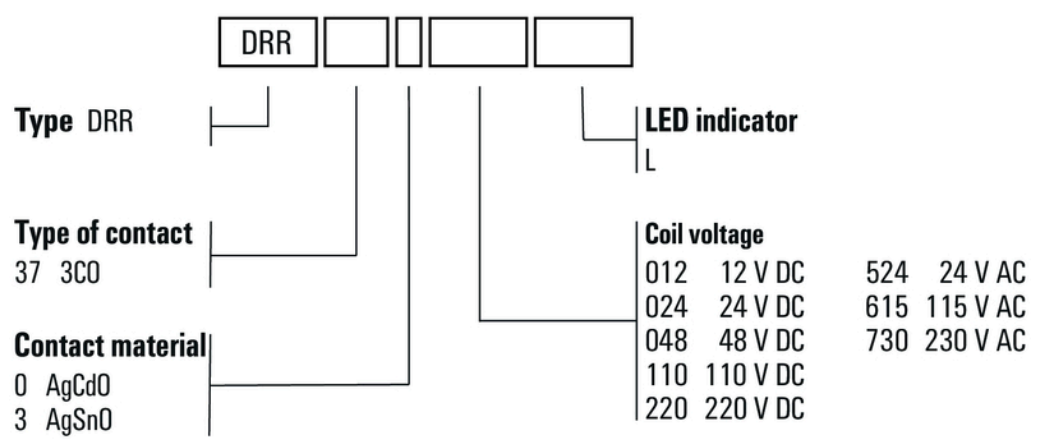 DRR
Type DRR
LED indicator
L
Type of contact
37 3CO
Coil voltage
012 12 V DC 524 24 V AC
024 24 V DC 615 115 V AC
048 48 V DC 730 230 V AC
110 110 V DC
220 220 V DC
Contact material
0 AgCdO
3 AgSnO